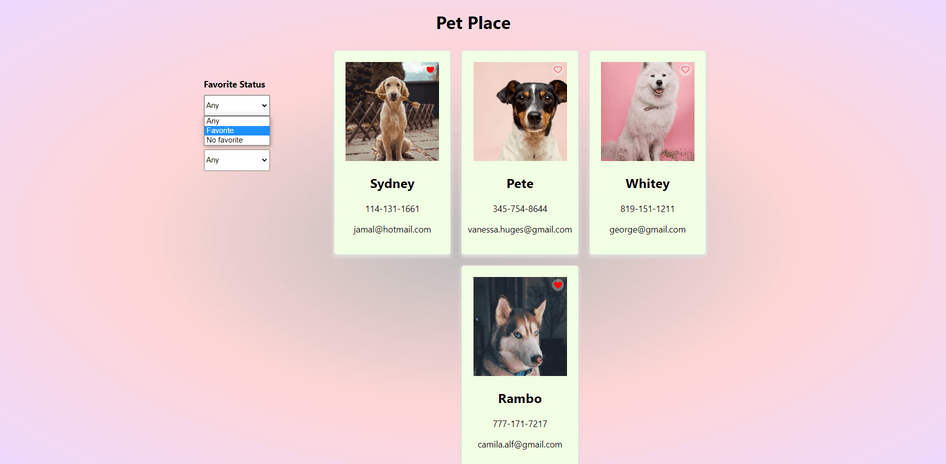 Pet Place
Favorite Status
Any
Any
Favorite
No favorite
Any
Sydney
114-131-1661
jamal@hotmail.com
Pete
345-754-8644
vanessa.huges@gmail.com
Whitey
819-151-1211
george@gmail.com
Rambo
777-171-7217
camila.alf@gmail.com